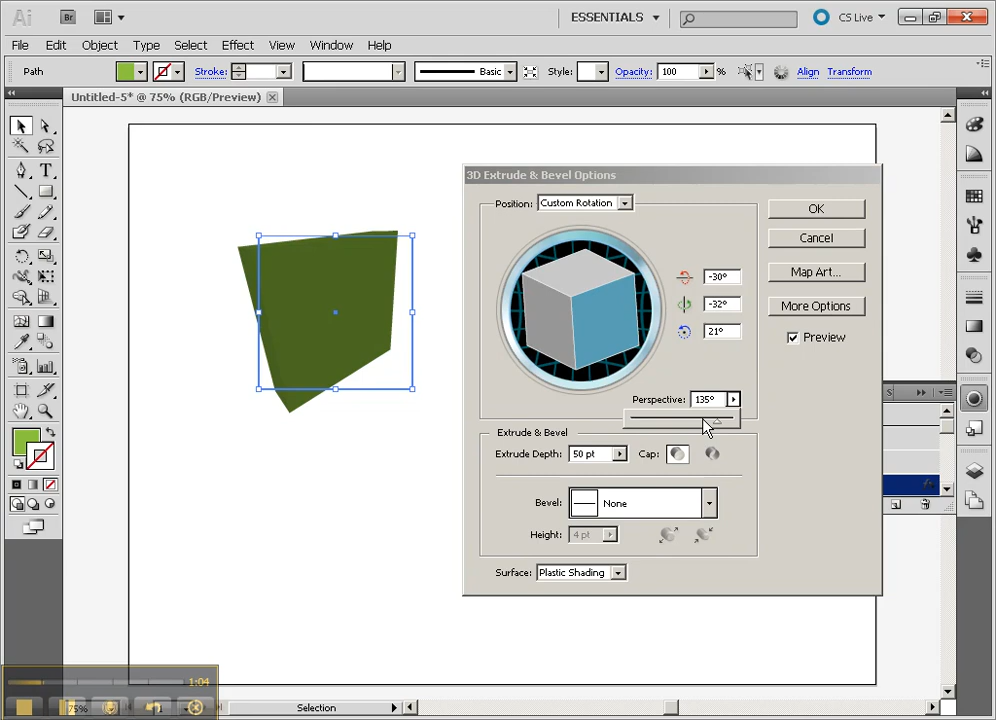 Ai Br ESSENTIALS CS Live
File Edit Object Type Select Effect View Window Help
Path Stroke: Basic Style: Opacity: 100 % Align Transform
Untitled-5* @ 75% (RGB/Preview)
3D Extrude & Bevel Options
Position: Custom Rotation
OK
Cancel
Map Art...
More Options
Preview
-30°
-32°
21°
Perspective: 135°
Extrude & Bevel
Extrude Depth: 50 pt Cap:
Bevel: None
Height: 4 pt
Surface: Plastic Shading
T
S
1:04
75% 1 Selection